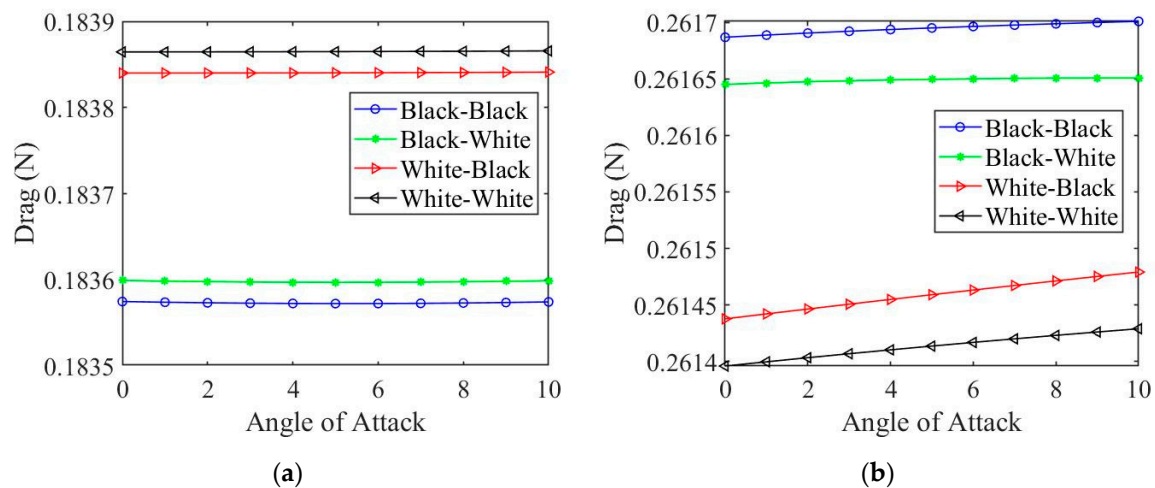 0.1839
0.1838
0.1837
0.1836
0.1835
Drag (N)
0 2 4 6 8 10
Angle of Attack
Black-Black
Black-White
White-Black
White-White
(a)
0.2617
0.26165
0.2616
0.26155
0.2615
0.26145
0.2614
Drag (N)
0 2 4 6 8 10
Angle of Attack
Black-Black
Black-White
White-Black
White-White
(b)